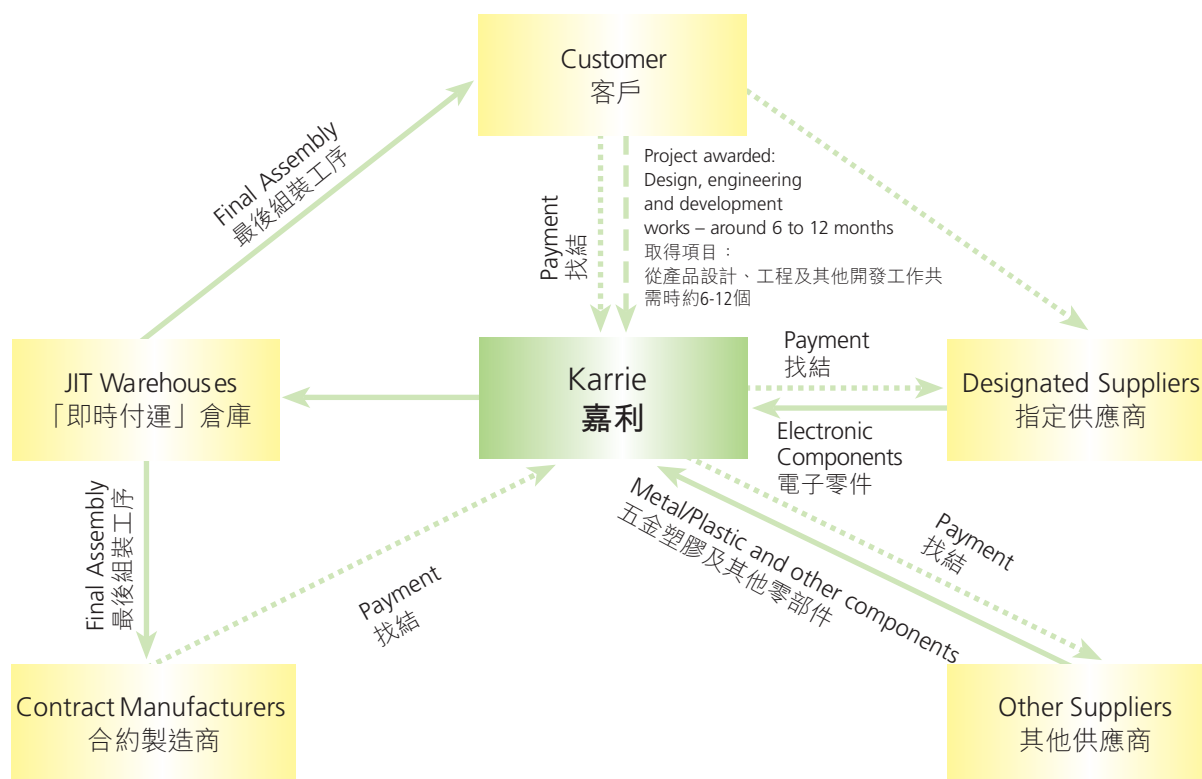 Customer
客戶
Final Assembly
最後組裝工序
Payment
找結
Project awarded:
Design, engineering
and development
works – around 6 to 12 months
取得項目：
從產品設計、工程及其他開發工作共
需時約6-12個
JIT Warehouses
「即時付運」倉庫
Karrie
嘉利
Payment
找結
Designated Suppliers
指定供應商
Electronic
Components
電子零件
Final Assembly
最後組裝工序
Payment
找結
Metal/Plastic and other components
五金塑膠及其他零部件
Payment
找結
Contract Manufacturers
合約製造商
Other Suppliers
其他供應商